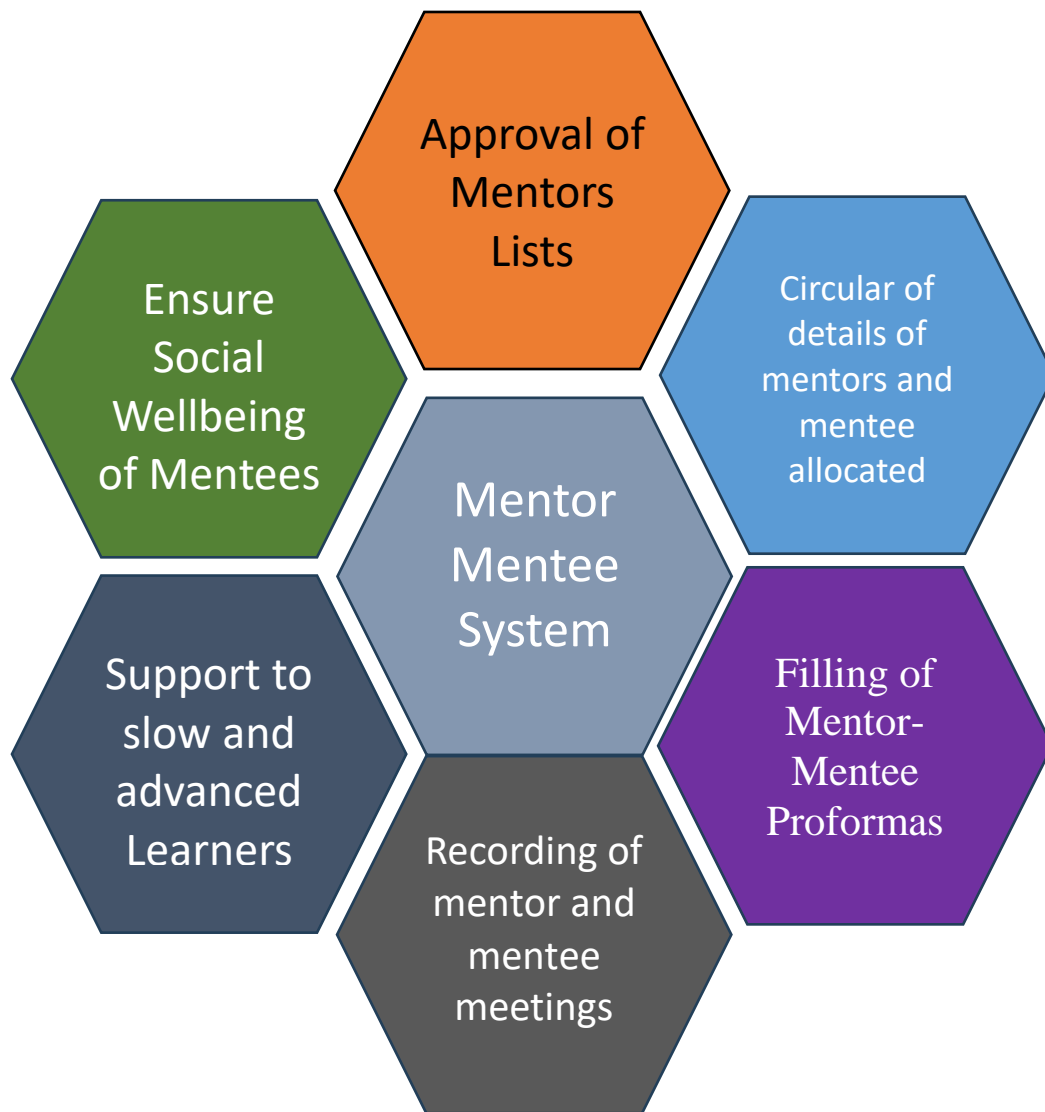 Approval of
Mentors
Lists
Circular of
details of
mentors and
mentee
allocated
Filling of
Mentor-
Mentee
Proformas
Recording of
mentor and
mentee
meetings
Support to
slow and
advanced
Learners
Ensure
Social
Wellbeing
of Mentees
Mentor
Mentee
System